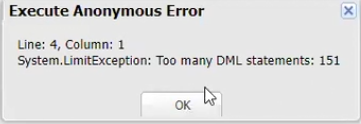 Execute Anonymous Error
Line: 4, Column: 1
System.LimitException: Too many DML statements: 151
OK